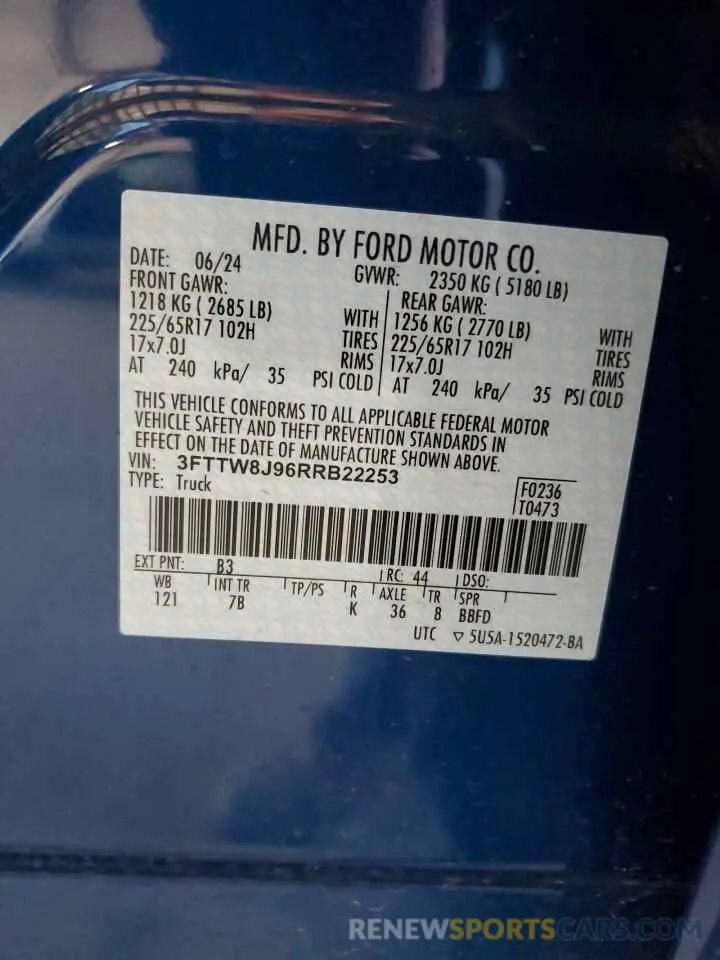 MFD. BY FORD MOTOR CO.
DATE: 06/24 GVWR: 2350 KG ( 5180 LB)
FRONT GAWR: REAR GAWR:
1218 KG ( 2685 LB) WITH 1256 KG ( 2770 LB) WITH
225/65R17 102H TIRES 225/65R17 102H TIRES
17x7.0J RIMS 17x7.0J RIMS
AT 240 kPa/ 35 PSI COLD AT 240 kPa/ 35 PSI COLD
THIS VEHICLE CONFORMS TO ALL APPLICABLE FEDERAL MOTOR
VEHICLE SAFETY AND THEFT PREVENTION STANDARDS IN
EFFECT ON THE DATE OF MANUFACTURE SHOWN ABOVE.
VIN: 3FTTW8J96RRB22253
TYPE: Truck F0236
T0473
EXT PNT: B3 RC: 44 DSO:
WB INT TR TP/PS R AXLE TR SPR
121 7B K 36 8 BBFD
UTC ▽ 5U5A-1520472-BA
RENEWSPORTSCARS.COM